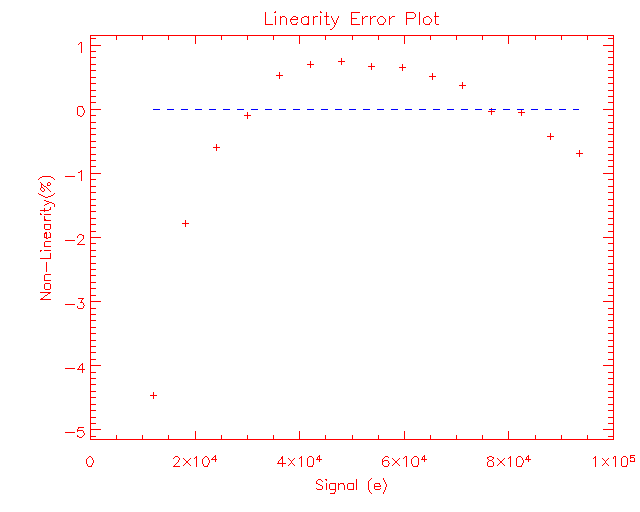 Linearity Error Plot
1
0
-1
-2
-3
-4
-5
Non-Linearity(%)
0 2×10⁴ 4×10⁴ 6×10⁴ 8×10⁴ 1×10⁵
Signal (e)